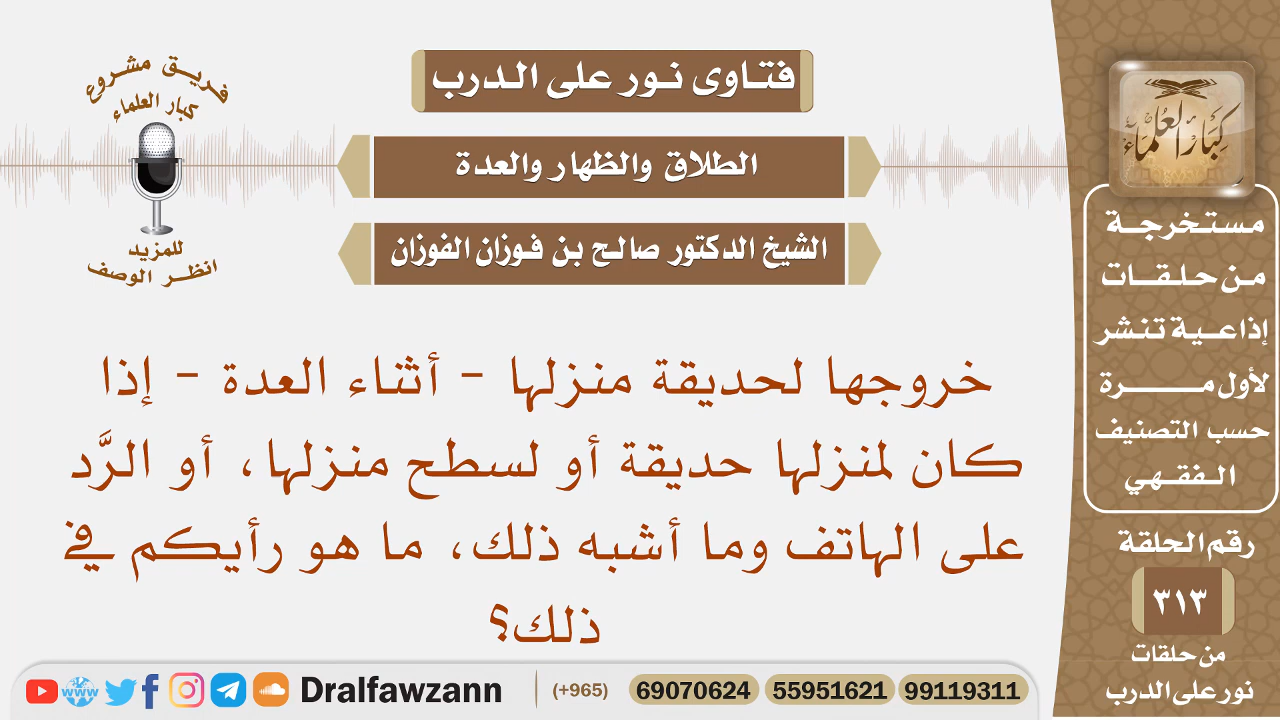 فتاوى نور على الدرب
الطلاق والظهار والعدة
الشيخ الدكتور صالح بن فوزان الفوزان
فريق مشروع
كبار العلماء
للمزيد
انظر الوصف
خروجها لحديقة منزلها - أثناء العدة - إذا
كان لمنزلها حديقة أو لسطح منزلها، أو الرَّد
على الهاتف وما أشبه ذلك، ما هو رأيكم في
ذلك؟
كِبَارُ العُلَمَاء
مستخرجة
من حلقات
إذاعية تنشر
لأول مرة
حسب التصنيف
الفقهي
رقم الحلقة
٣١٣
من حلقات
نور على الدرب
www Dralfawzann (+965) 69070624 55951621 99119311